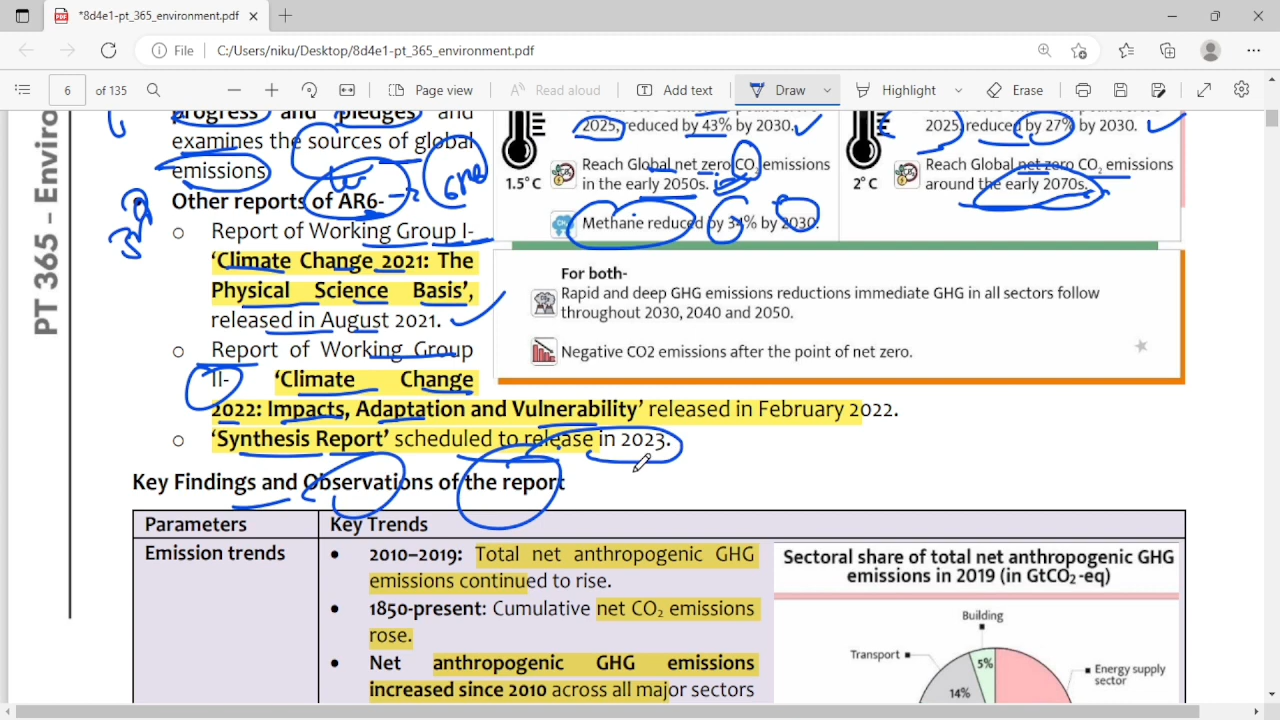 *8d4e1-pt_365_environment.pdf
File C:/Users/niku/Desktop/8d4e1-pt_365_environment.pdf
6 of 135 Page view Read aloud Add text Draw Highlight Erase
PT 365 - Enviro
progress and pledges and
examines the sources of global
emissions
Other reports of AR6-
Report of Working Group I-
'Climate Change 2021: The
Physical Science Basis',
released in August 2021.
Report of Working Group
II- 'Climate Change
2022: Impacts, Adaptation and Vulnerability' released in February 2022.
'Synthesis Report' scheduled to release in 2023.
1.5°C
2025, reduced by 43% by 2030.
Reach Global net zero CO₂ emissions
in the early 2050s.
Methane reduced by 34% by 2030.
2°C
2025, reduced by 27% by 2030.
Reach Global net zero CO₂ emissions
around the early 2070s.
For both-
Rapid and deep GHG emissions reductions immediate GHG in all sectors follow
throughout 2030, 2040 and 2050.
Negative CO2 emissions after the point of net zero.
Key Findings and Observations of the report
Parameters Key Trends
Emission trends
2010–2019: Total net anthropogenic GHG
emissions continued to rise.
1850-present: Cumulative net CO₂ emissions
rose.
Net anthropogenic GHG emissions
increased since 2010 across all major sectors
Sectoral share of total net anthropogenic GHG
emissions in 2019 (in GtCO₂-eq)
Building
Transport
5%
Energy supply
sector
14%